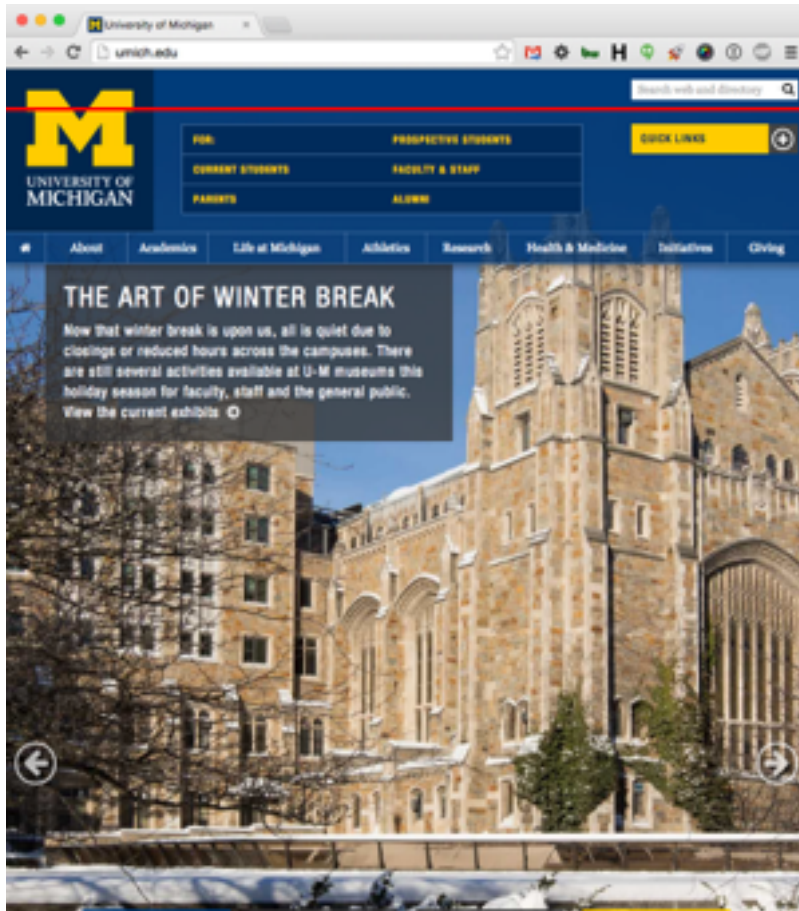 University of Michigan
umich.edu
Search web and directory
M
UNIVERSITY OF
MICHIGAN
FOR:
PROSPECTIVE STUDENTS
QUICK LINKS
CURRENT STUDENTS
FACULTY & STAFF
PARENTS
ALUMNI
About Academics Life at Michigan Athletics Research Health & Medicine Initiatives Giving
THE ART OF WINTER BREAK
Now that winter break is upon us, all is quiet due to
closings or reduced hours across the campuses. There
are still several activities available at U-M museums this
holiday season for faculty, staff and the general public.
View the current exhibits